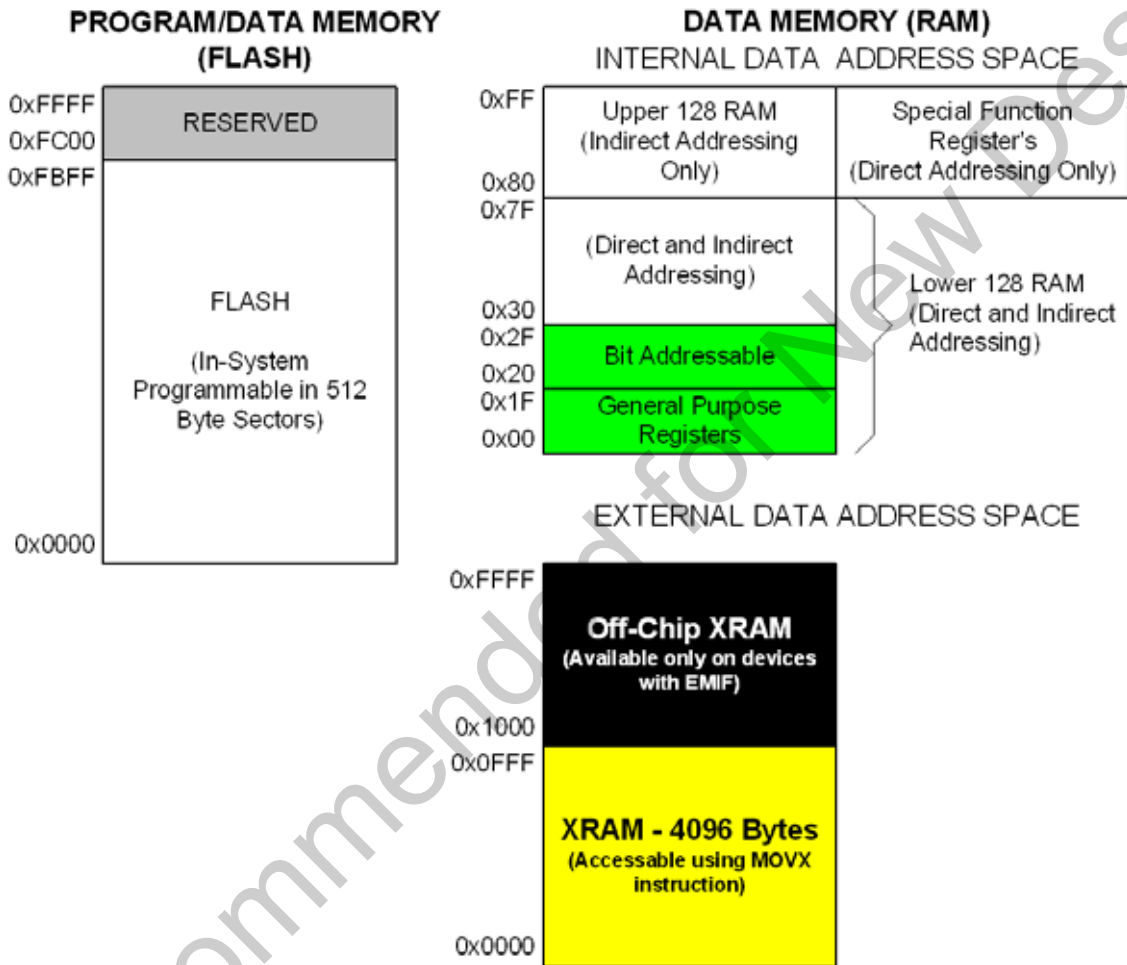 PROGRAM/DATA MEMORY
(FLASH)
0xFFFF
RESERVED
0xFC00
0xFBFF
FLASH
(In-System
Programmable in 512
Byte Sectors)
0x0000
DATA MEMORY (RAM)
INTERNAL DATA ADDRESS SPACE
0xFF
Upper 128 RAM
(Indirect Addressing
Only)
0x80
Special Function
Register's
(Direct Addressing Only)
0x7F
(Direct and Indirect
Addressing)
0x30
Lower 128 RAM
(Direct and Indirect
Addressing)
0x2F
Bit Addressable
0x20
0x1F
General Purpose
Registers
0x00
EXTERNAL DATA ADDRESS SPACE
0xFFFF
Off-Chip XRAM
(Available only on devices
with EMIF)
0x1000
0x0FFF
XRAM - 4096 Bytes
(Accessable using MOVX
instruction)
0x0000
ommended for New Des